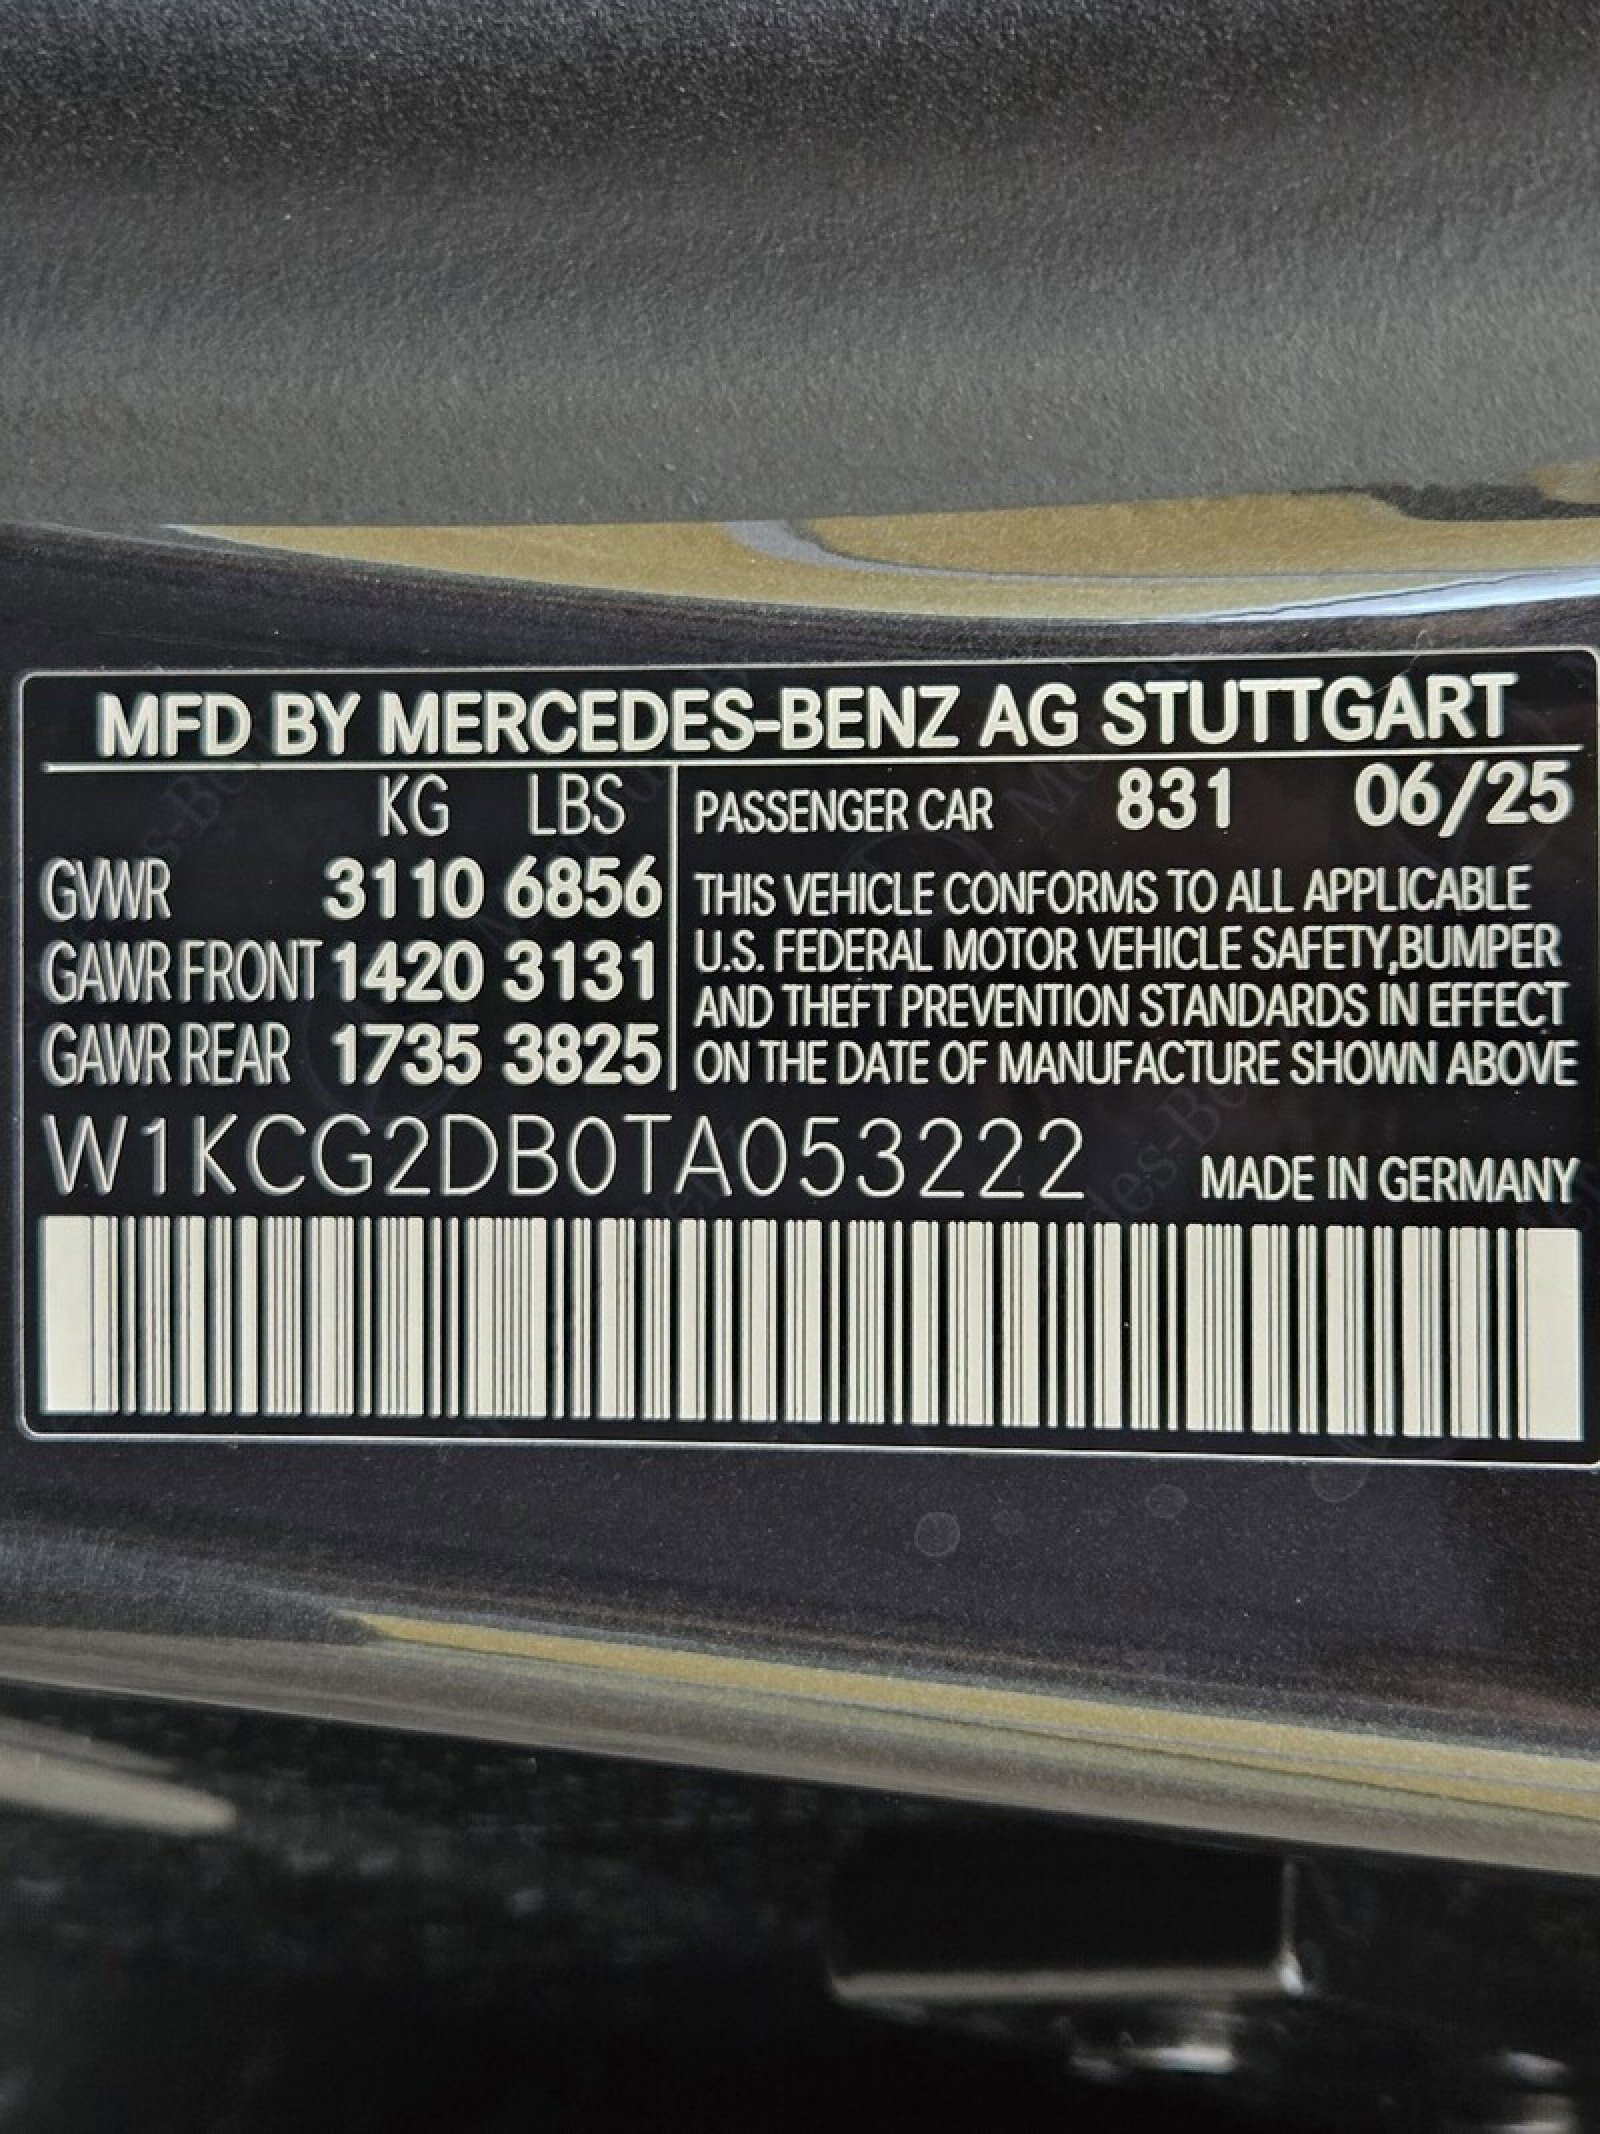 MFD BY MERCEDES-BENZ AG STUTTGART
KG LBS
GVWR 3110 6856
GAWR FRONT 1420 3131
GAWR REAR 1735 3825
PASSENGER CAR 831 06/25
THIS VEHICLE CONFORMS TO ALL APPLICABLE
U.S. FEDERAL MOTOR VEHICLE SAFETY,BUMPER
AND THEFT PREVENTION STANDARDS IN EFFECT
ON THE DATE OF MANUFACTURE SHOWN ABOVE
W1KCG2DB0TA053222
MADE IN GERMANY